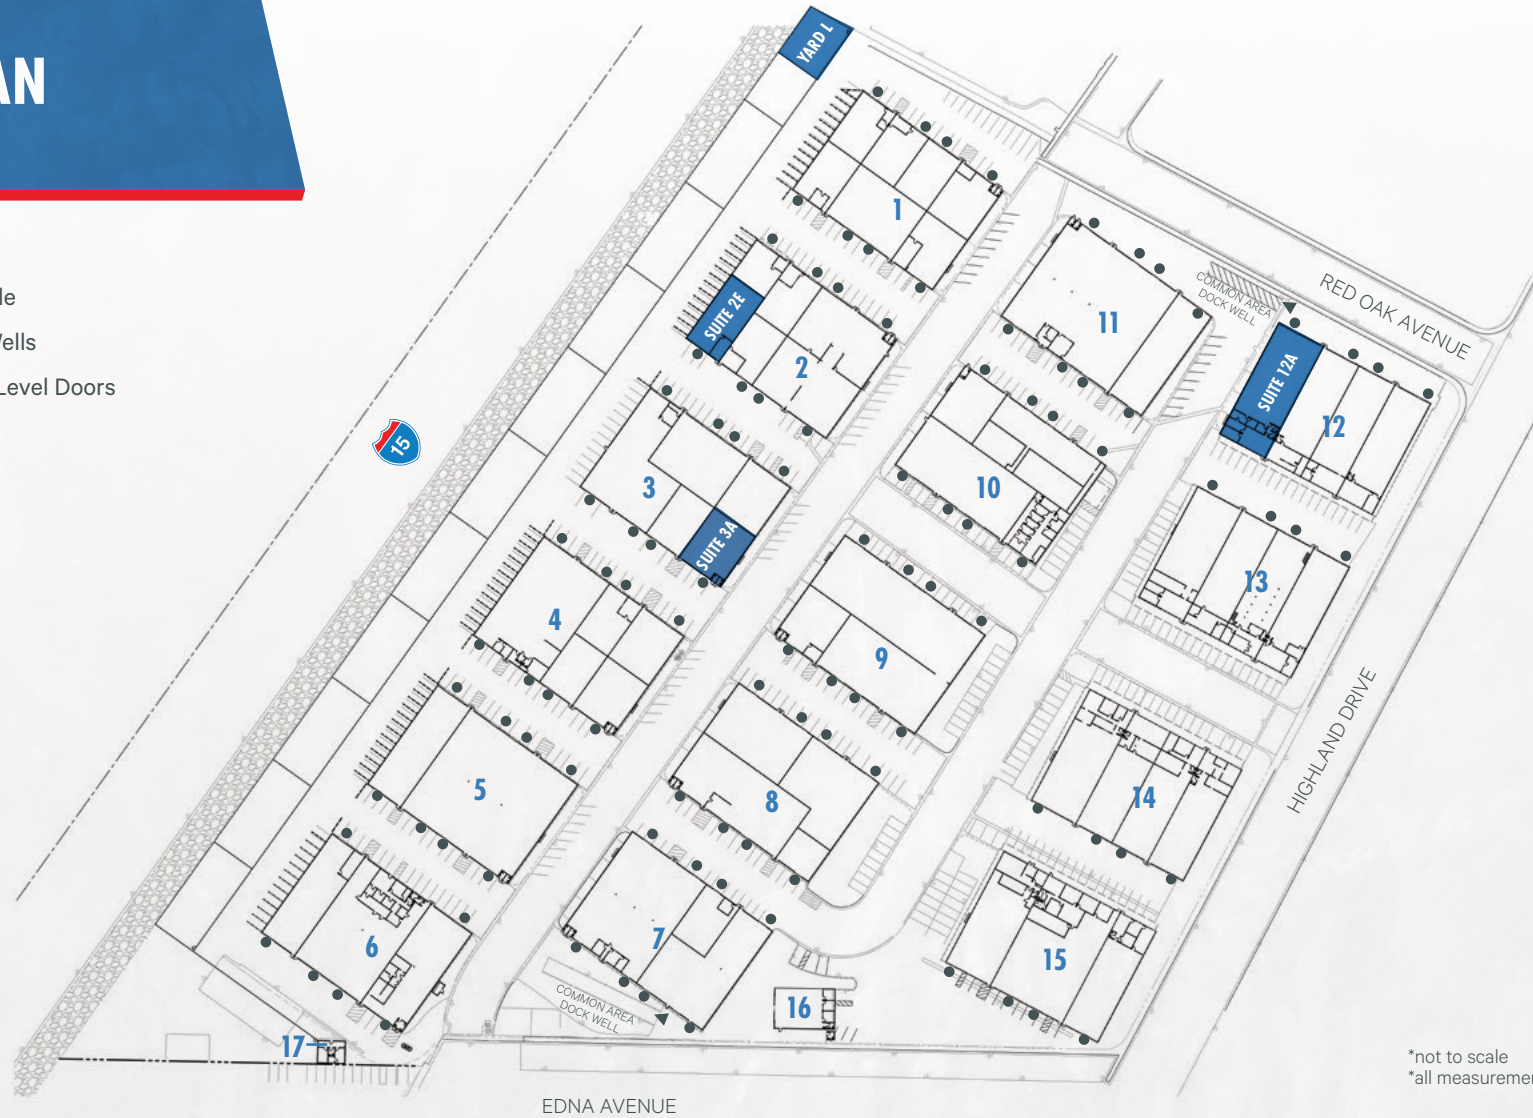 AN
le
Wells
Level Doors
15
YARD L
1
SUITE 2E
2
3
SUITE 3A
4
5
6
7
8
9
10
11
COMMON AREA
DOCK WELL
RED OAK AVENUE
SUITE 12A
12
13
14
15
HIGHLAND DRIVE
COMMON AREA
DOCK WELL
16
17
EDNA AVENUE
*not to scale
*all measuremen